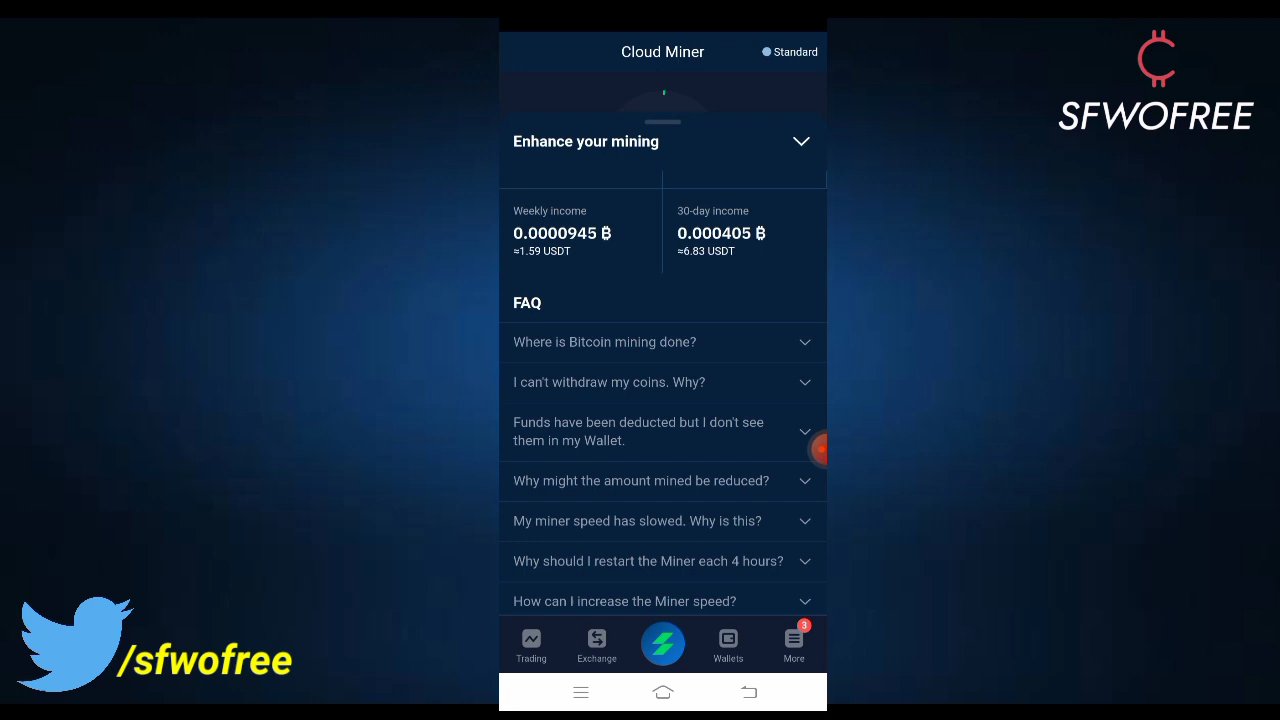 Cloud Miner
Standard
SFWOFREE
Enhance your mining
Weekly income
0.0000945 ₿
≈1.59 USDT
30-day income
0.000405 ₿
≈6.83 USDT
FAQ
Where is Bitcoin mining done?
I can't withdraw my coins. Why?
Funds have been deducted but I don't see
them in my Wallet.
Why might the amount mined be reduced?
My miner speed has slowed. Why is this?
Why should I restart the Miner each 4 hours?
How can I increase the Miner speed?
3
Trading
Exchange
Wallets
More
/sfwofree